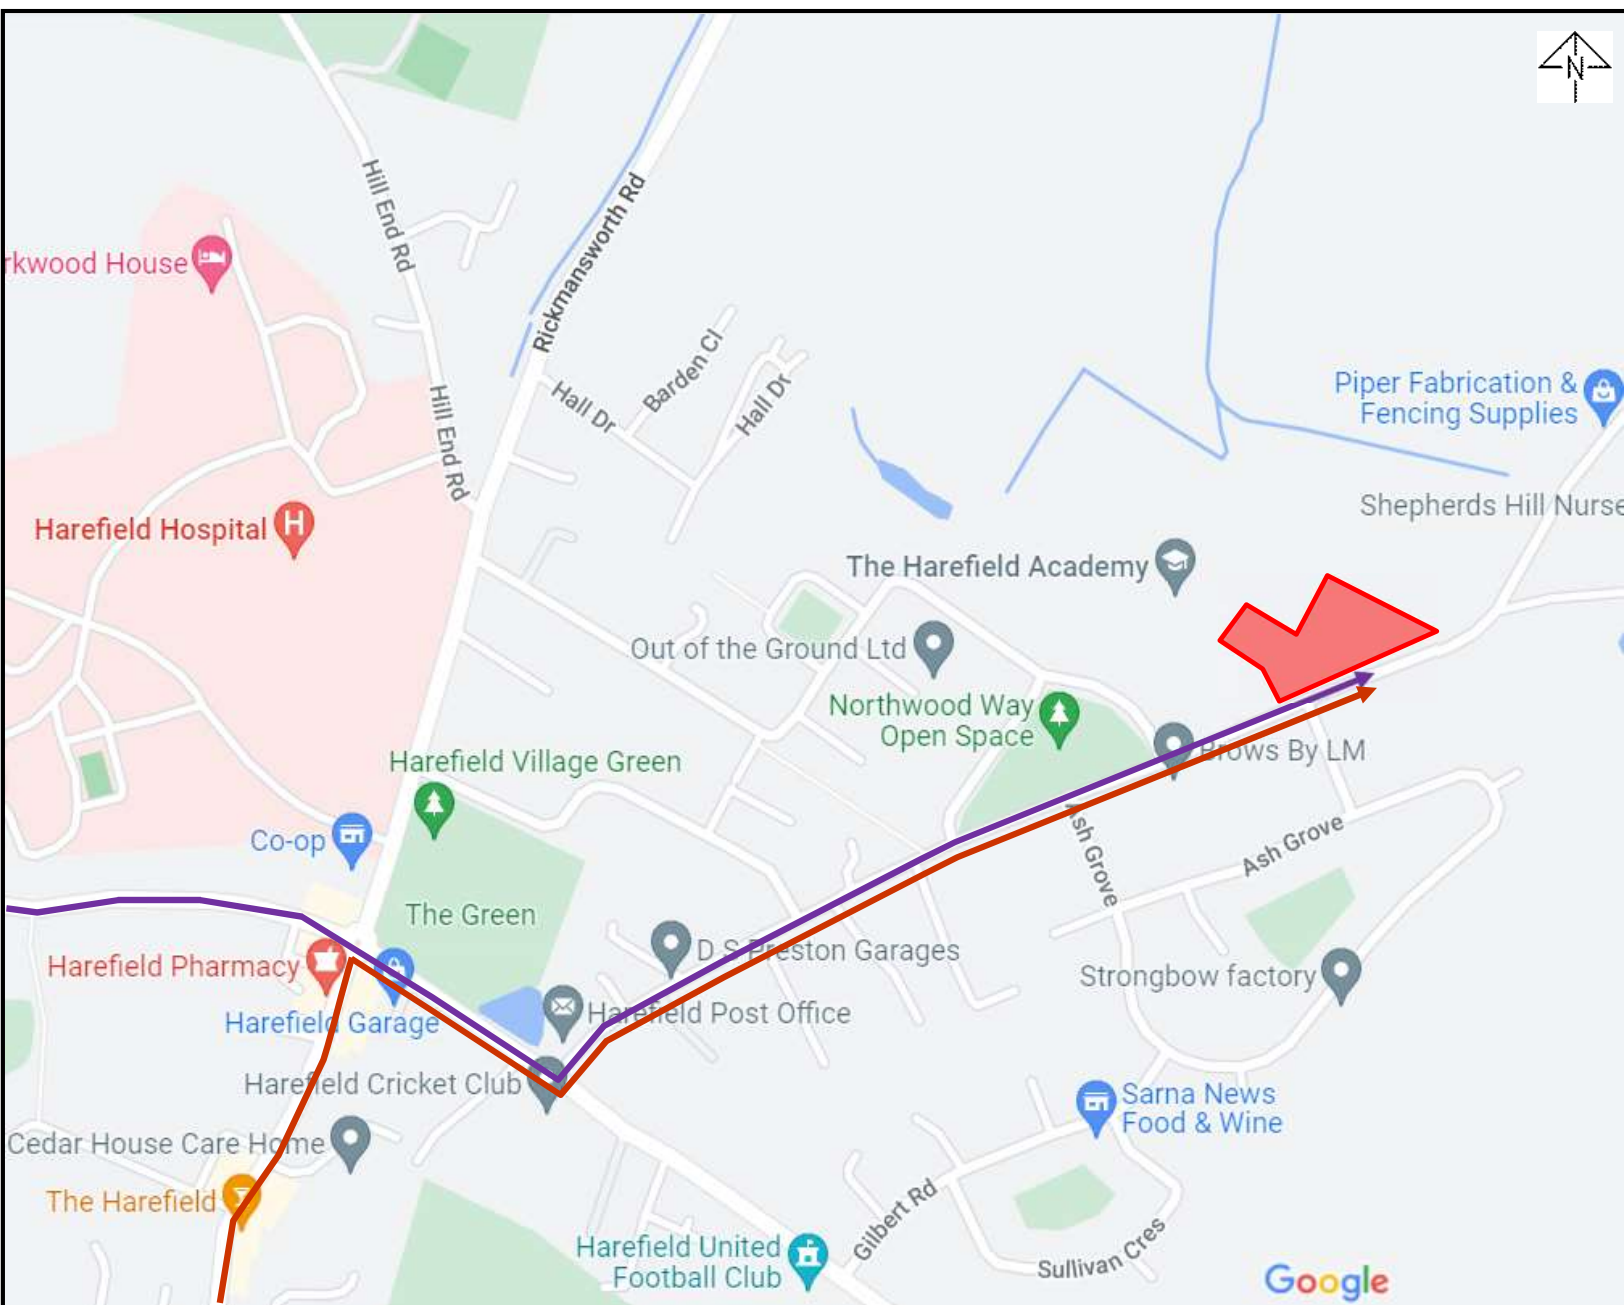 N
Hill End Rd
Rickmansworth Rd
rkwood House
Barden Cl
Hall Dr
Hall Dr
Piper Fabrication &
Fencing Supplies
Hill End Rd
Shepherds Hill Nurse
Harefield Hospital
H
The Harefield Academy
Out of the Ground Ltd
Northwood Way
Open Space
Brows By LM
Harefield Village Green
Co-op
Ash Grove
Ash Grove
The Green
D S Preston Garages
Harefield Pharmacy
Strongbow factory
Harefield Garage
Harefield Post Office
Harefield Cricket Club
Sarna News
Food & Wine
Cedar House Care Home
The Harefield
Gilbert Rd
Harefield United
Football Club
Sullivan Cres
Google